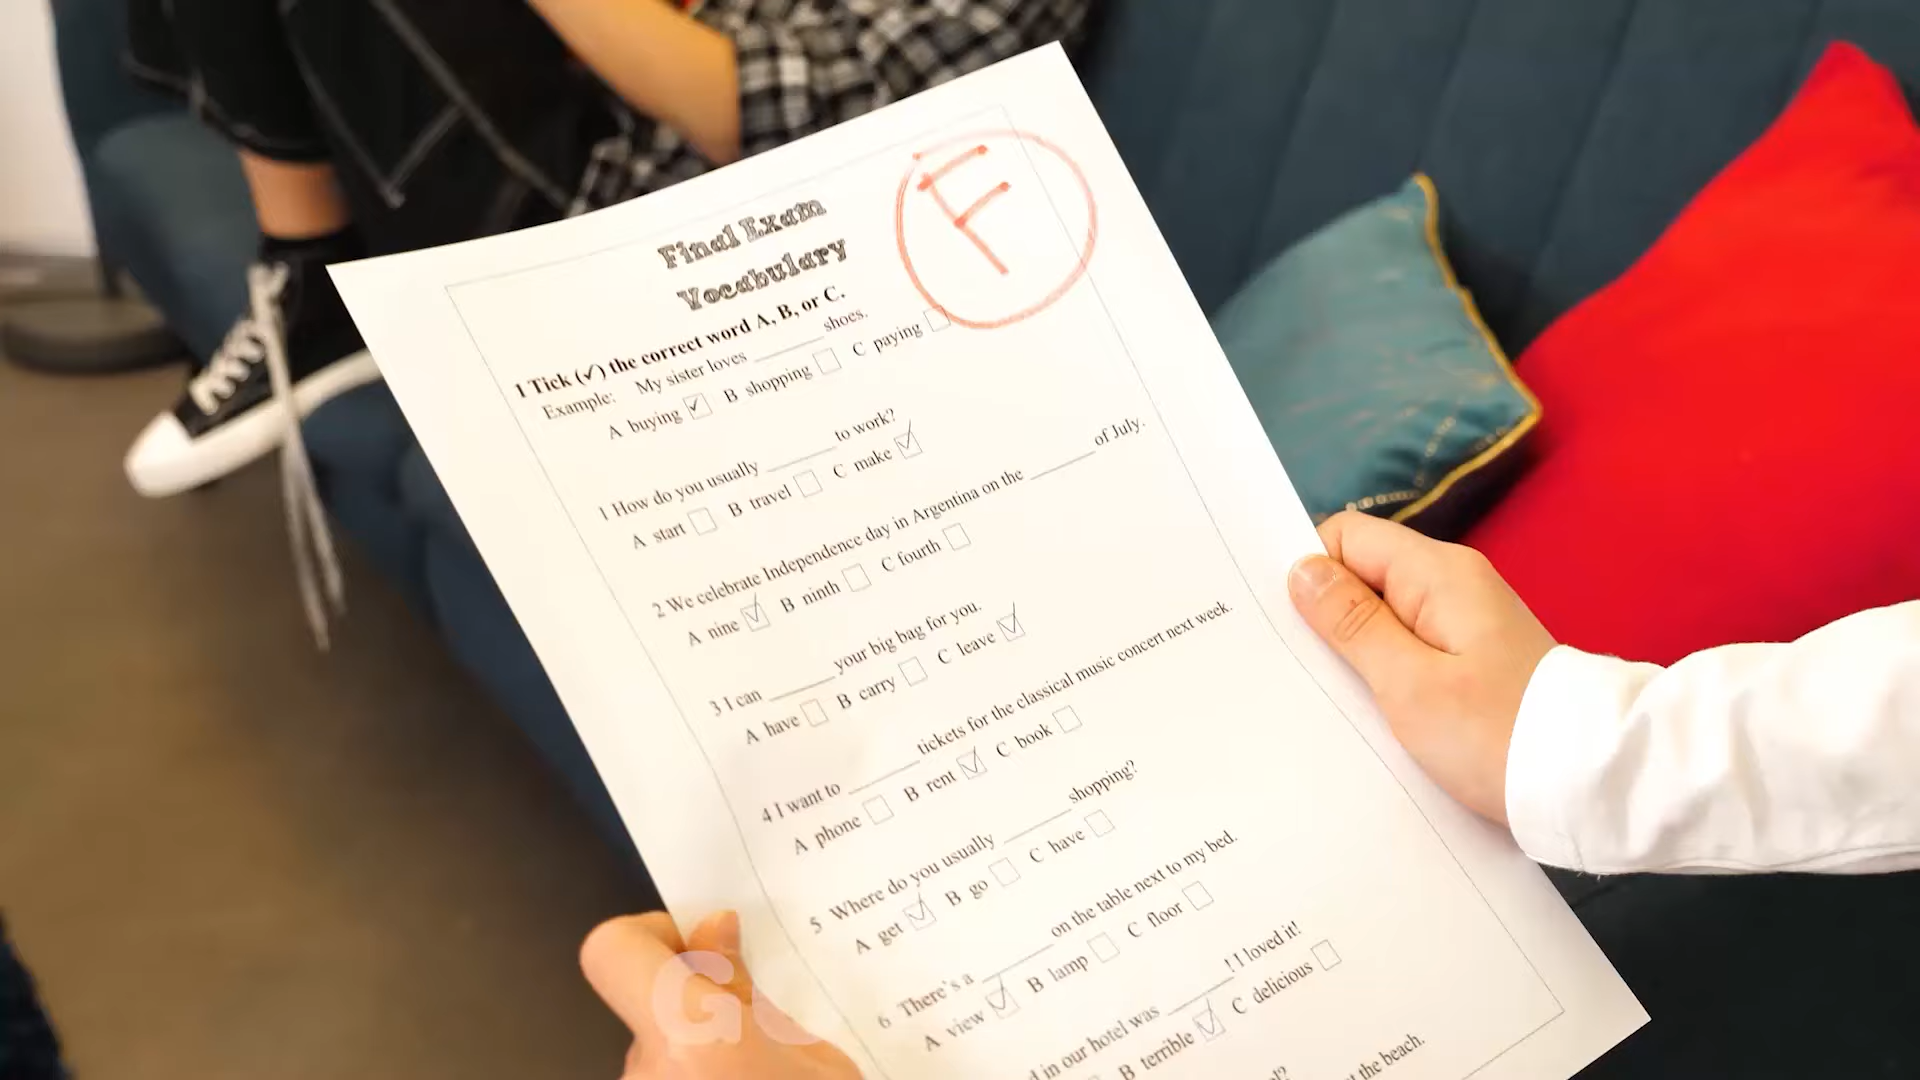 F
Final Exam
Vocabulary
1 Tick (✓) the correct word A, B, or C.
Example: My sister loves ______ shoes.
A buying ☑ B shopping ☐ C paying ☐
1 How do you usually ______ to work?
A start ☐ B travel ☐ C make ☑
2 We celebrate Independence day in Argentina on the ______ of July.
A nine ☑ B ninth ☐ C fourth ☐
3 I can ______ your big bag for you.
A have ☐ B carry ☐ C leave ☑
4 I want to ______ tickets for the classical music concert next week.
A phone ☐ B rent ☑ C book ☐
5 Where do you usually ______ shopping?
A get ☑ B go ☐ C have ☐
6 There's a ______ on the table next to my bed.
A view ☑ B lamp ☐ C floor ☐
in our hotel was ______! I loved it!
B terrible ☑ C delicious ☐
the beach.